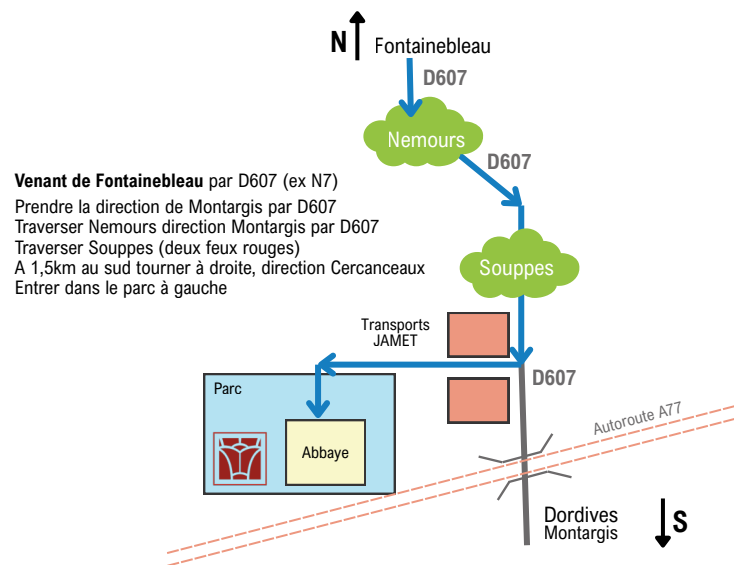 N
Fontainebleau
D607
Nemours
D607
Venant de Fontainebleau par D607 (ex N7)
Prendre la direction de Montargis par D607
Traverser Nemours direction Montargis par D607
Traverser Souppes (deux feux rouges)
A 1,5km au sud tourner à droite, direction Cercanceaux
Entrer dans le parc à gauche
Souppes
Transports
JAMET
D607
Parc
Abbaye
Autoroute A77
Dordives
Montargis
S